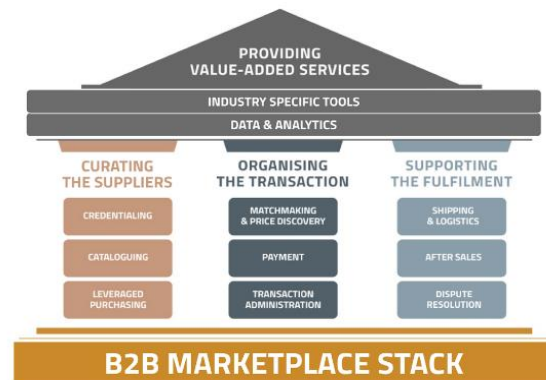 PROVIDING
VALUE-ADDED SERVICES
INDUSTRY SPECIFIC TOOLS
DATA & ANALYTICS
CURATING
THE SUPPLIERS
CREDENTIALING
CATALOGUING
LEVERAGED
PURCHASING
ORGANISING
THE TRANSACTION
MATCHMAKING
& PRICE DISCOVERY
PAYMENT
TRANSACTION
ADMINISTRATION
SUPPORTING
THE FULFILMENT
SHIPPING
& LOGISTICS
AFTER SALES
DISPUTE
RESOLUTION
B2B MARKETPLACE STACK